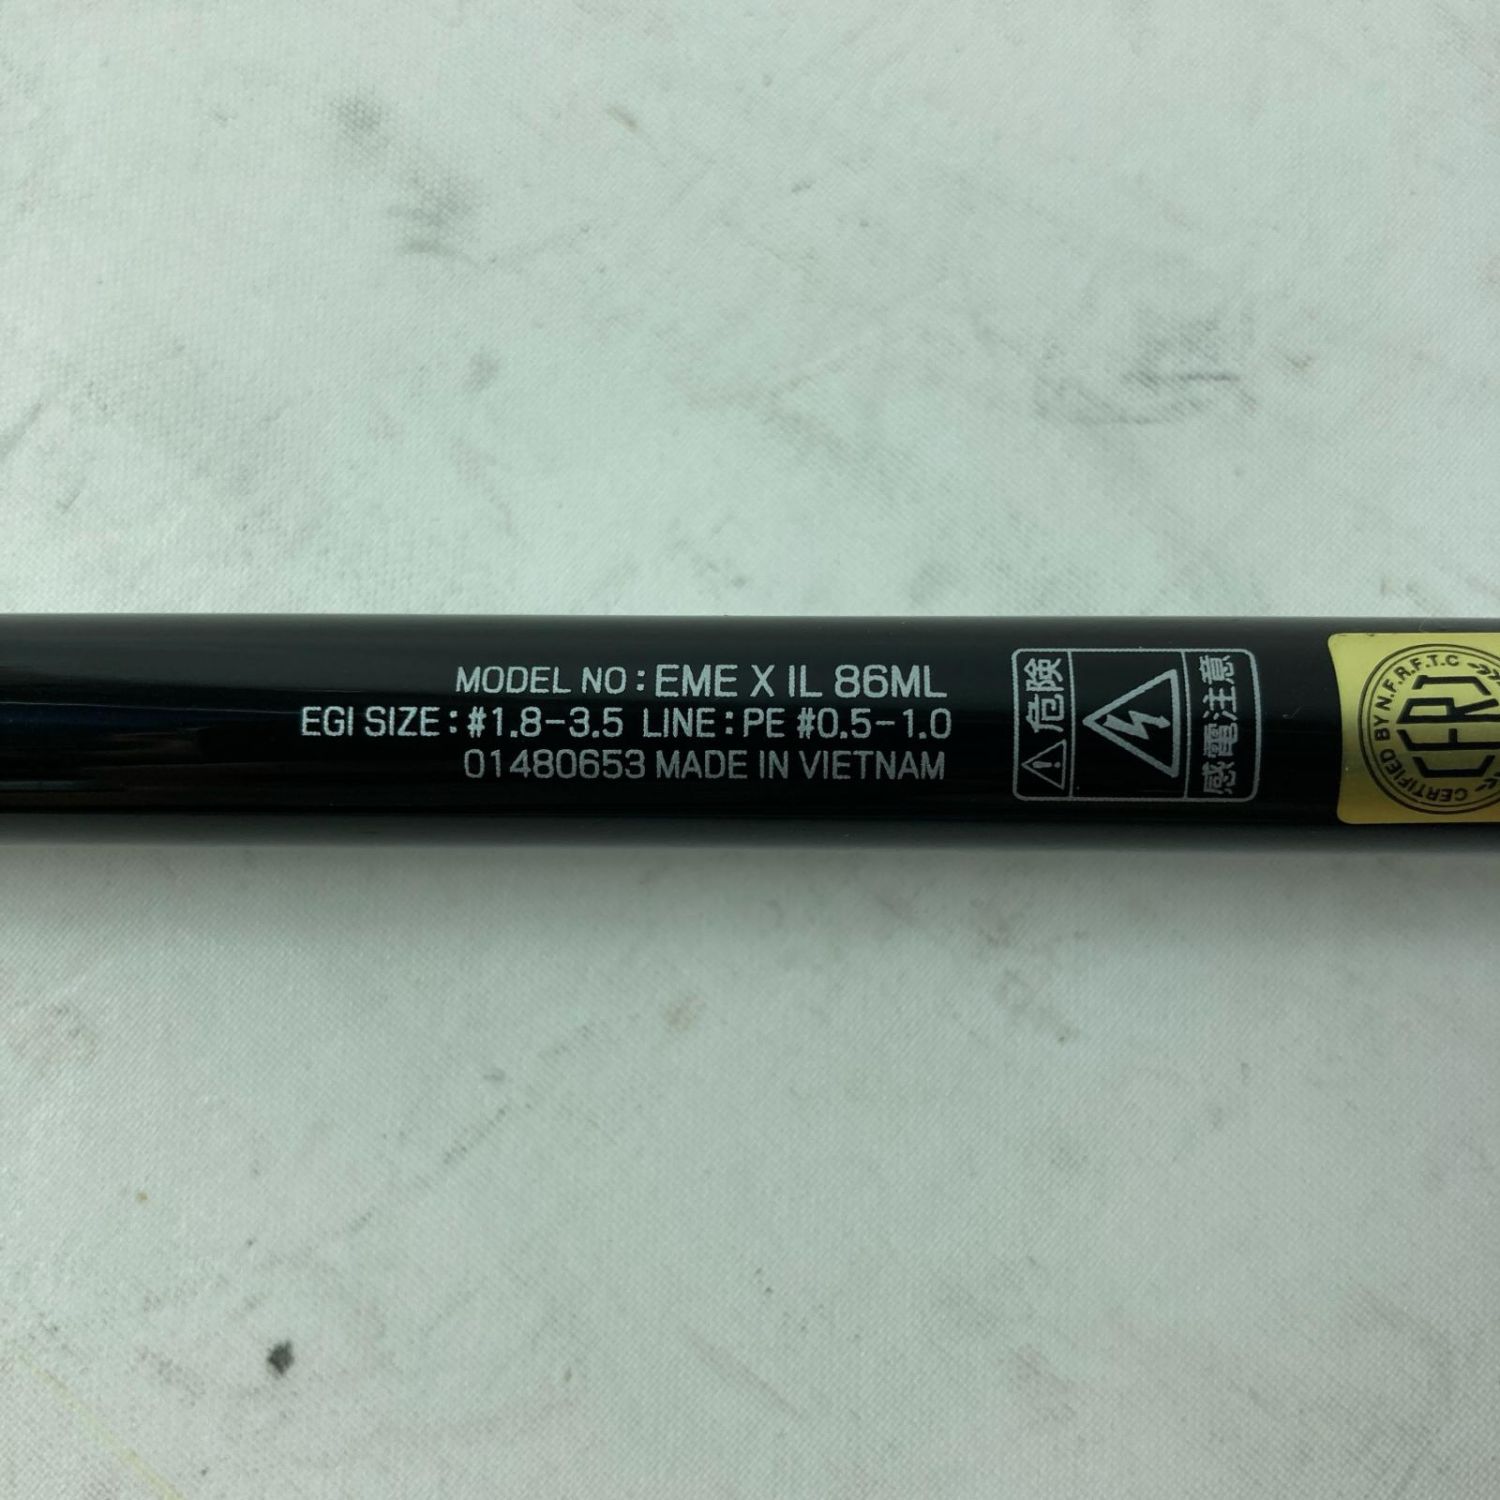 MODEL NO : EME X IL 86ML
EGI SIZE : #1.8-3.5 LINE : PE #0.5-1.0
01480653 MADE IN VIETNAM
危険
感電注意
CERTIFIED BY N.F.R.F.T.C
CFRJ